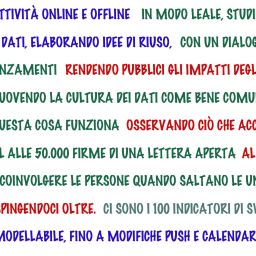 TTIVITÀ ONLINE E OFFLINE IN MODO LEALE, STUDI
DATI, ELABORANDO IDEE DI RIUSO, CON UN DIALOG
NZAMENTI RENDENDO PUBBLICI GLI IMPATTI DEGL
UOVENDO LA CULTURA DEI DATI COME BENE COMU
UESTA COSA FUNZIONA OSSERVANDO CIÒ CHE ACC
L ALLE 50.000 FIRME DI UNA LETTERA APERTA AL
COINVOLGERE LE PERSONE QUANDO SALTANO LE UN
PINGENDOCI OLTRE. CI SONO I 100 INDICATORI DI SV
MODELLABILE, FINO A MODIFICHE PUSH E CALENDAR